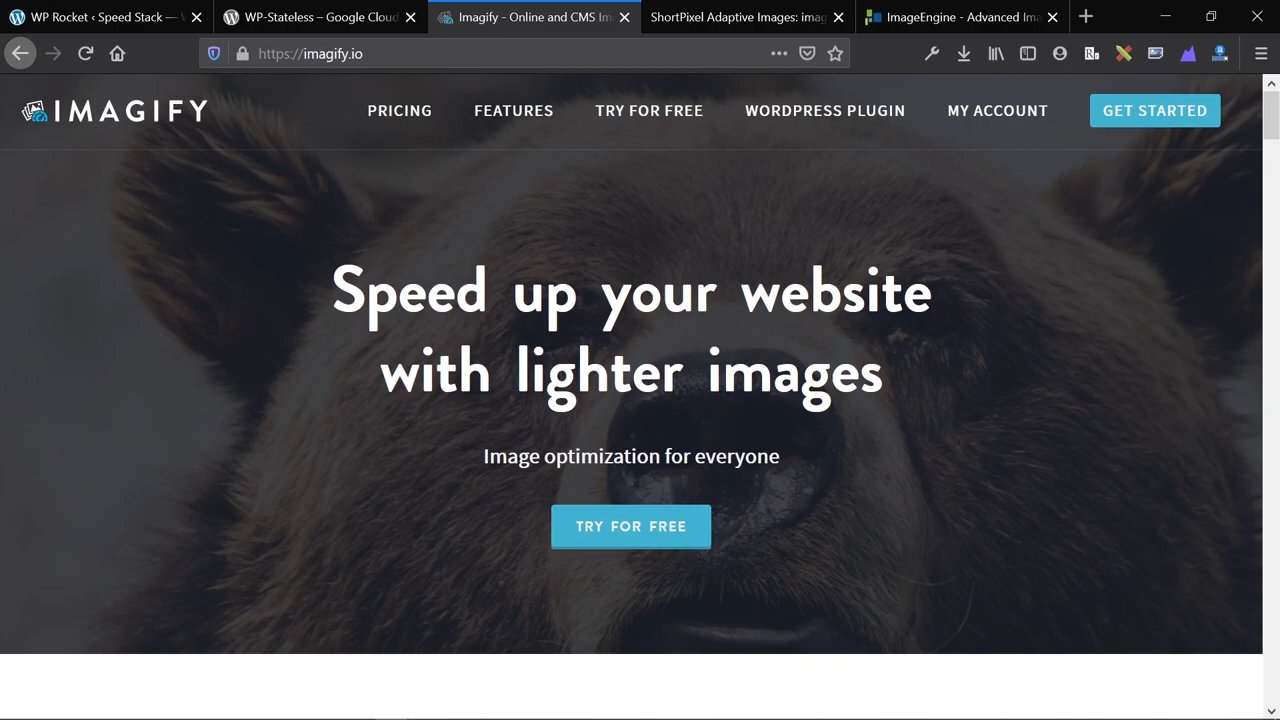 WP Rocket ‹ Speed Stack —
WP-Stateless – Google Cloud
Imagify - Online and CMS Im
ShortPixel Adaptive Images: imag
ImageEngine - Advanced Ima
https://imagify.io
IMAGIFY
PRICING
FEATURES
TRY FOR FREE
WORDPRESS PLUGIN
MY ACCOUNT
GET STARTED
Speed up your website
with lighter images
Image optimization for everyone
TRY FOR FREE